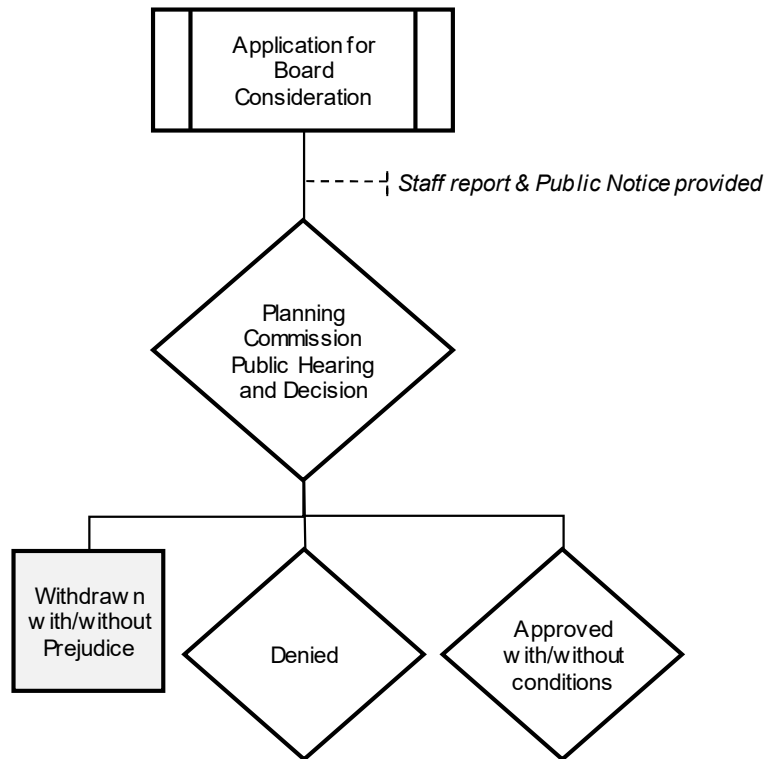 Application for
Board
Consideration
Staff report & Public Notice provided
Planning
Commission
Public Hearing
and Decision
Withdrawn
with/without
Prejudice
Denied
Approved
with/without
conditions